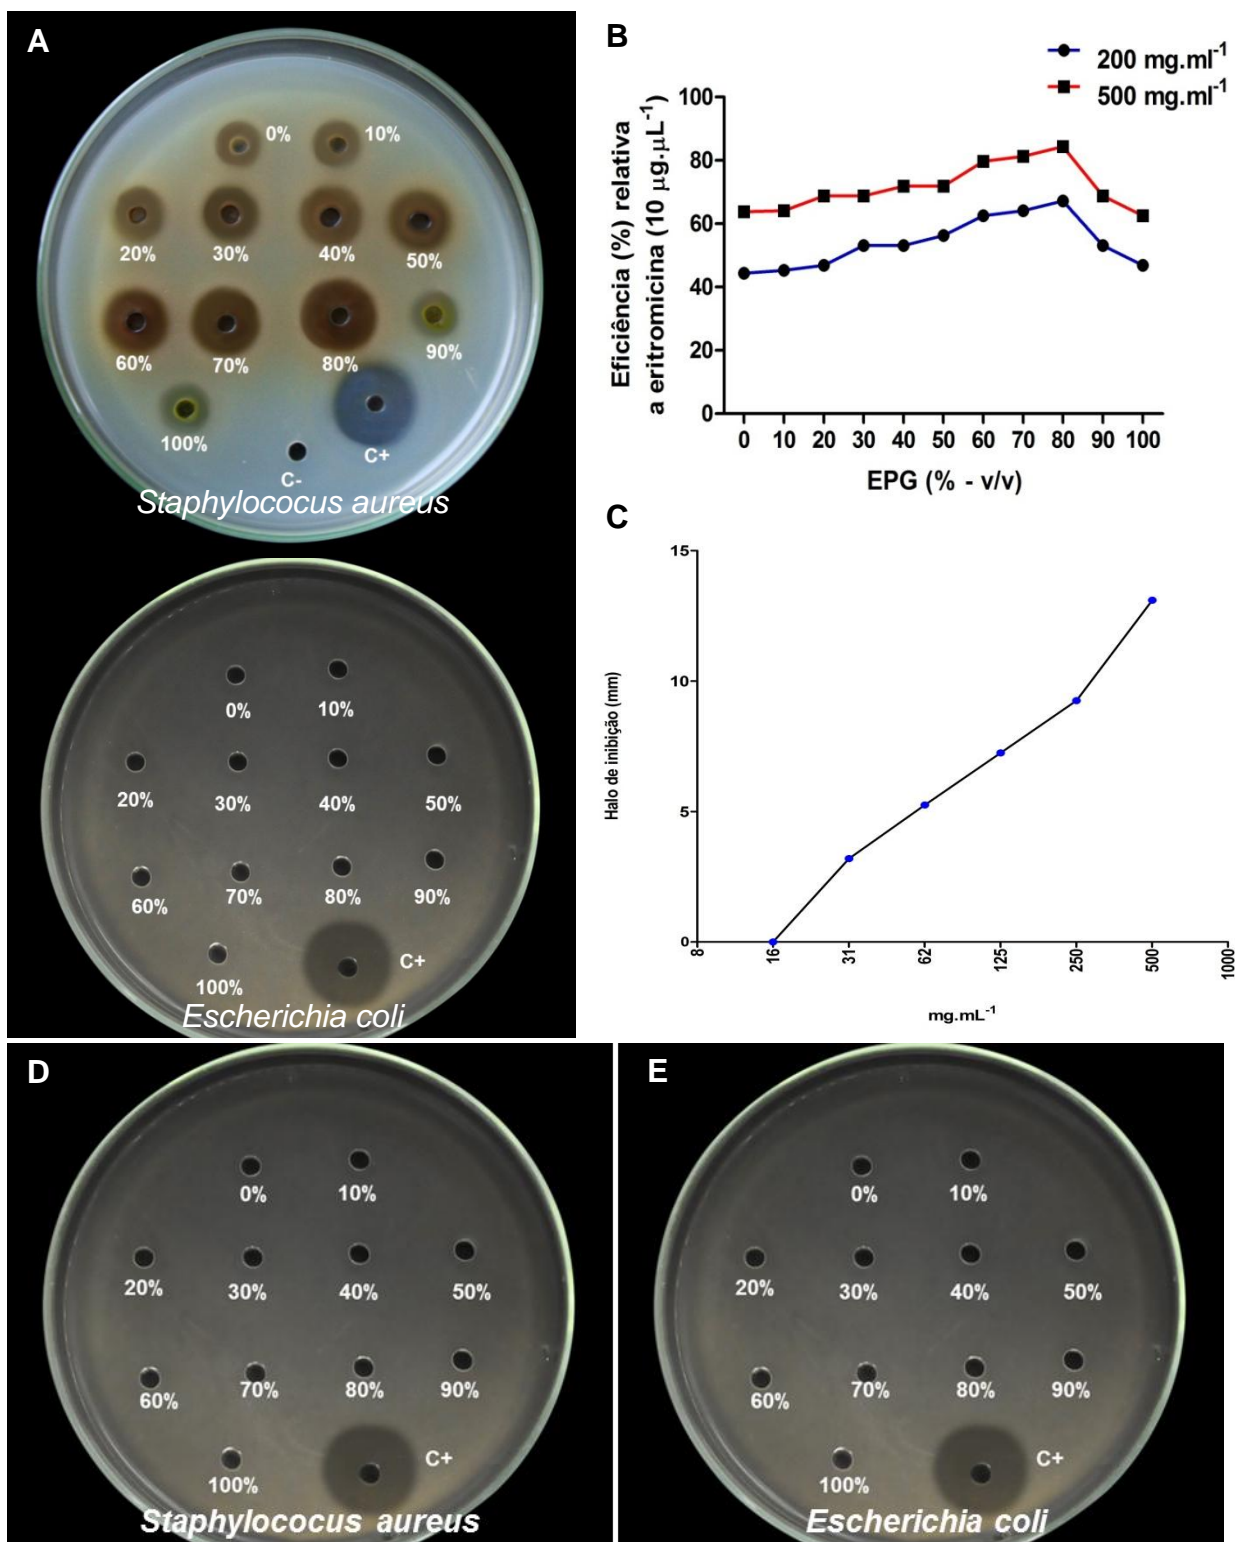 A
0% 10%
20% 30% 40% 50%
60% 70% 80% 90%
100% C- C+
Staphylococus aureus
0% 10%
20% 30% 40% 50%
60% 70% 80% 90%
100% C+
Escherichia coli
B
200 mg.ml⁻¹
500 mg.ml⁻¹
Eficiência (%) relativa
a eritromicina (10 µg.µL⁻¹)
100
80
60
40
20
0
0 10 20 30 40 50 60 70 80 90 100
EPG (% - v/v)
C
Halo de inibição (mm)
15
10
5
0
8 16 31 62 125 250 500 1000
mg.mL⁻¹
D
0% 10%
20% 30% 40% 50%
60% 70% 80% 90%
100% C+
Staphylococus aureus
E
0% 10%
20% 30% 40% 50%
60% 70% 80% 90%
100% C+
Escherichia coli